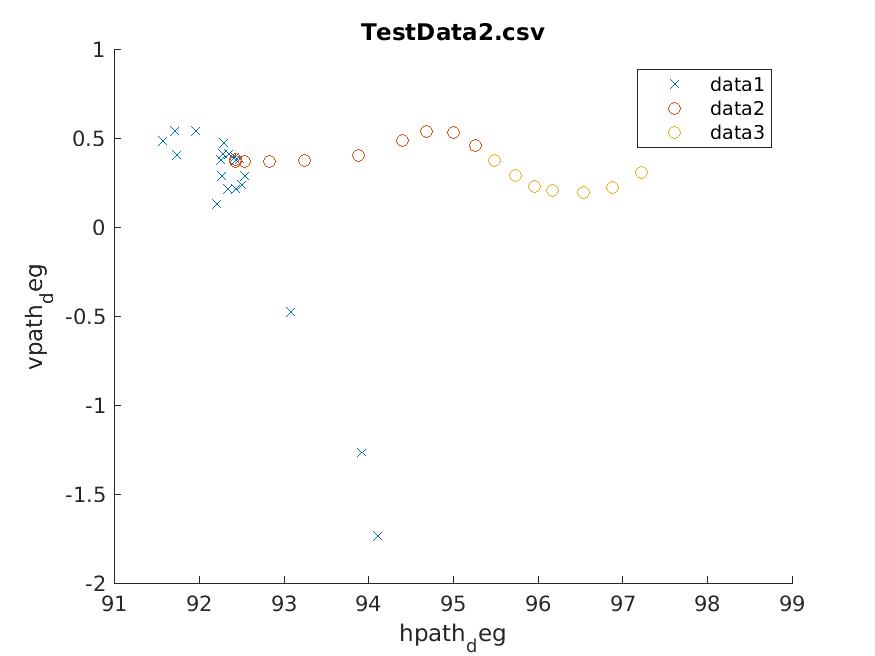 TestData2.csv
1
0.5
0
-0.5
-1
-1.5
-2
vpath_deg
data1
data2
data3
91 92 93 94 95 96 97 98 99
hpath_deg